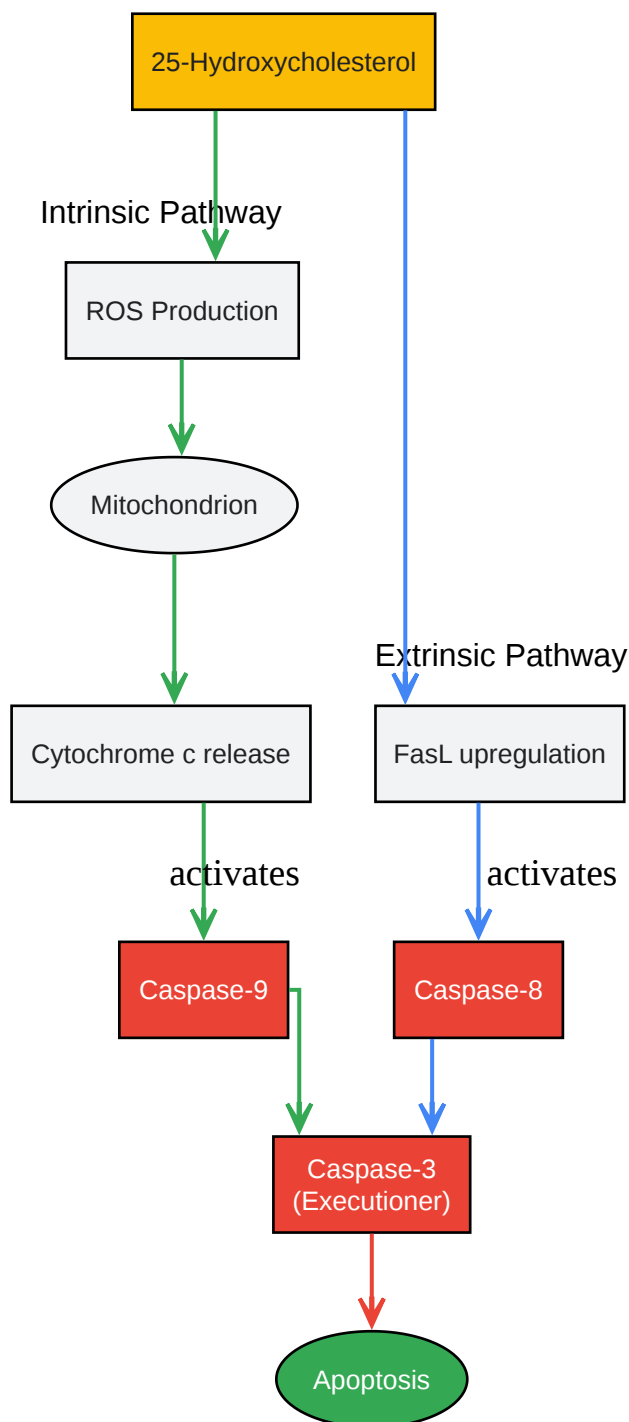 25-Hydroxycholesterol
Intrinsic Pathway
ROS Production
Mitochondrion
Extrinsic Pathway
Cytochrome c release
FasL upregulation
activates
activates
Caspase-9
Caspase-8
Caspase-3
(Executioner)
Apoptosis